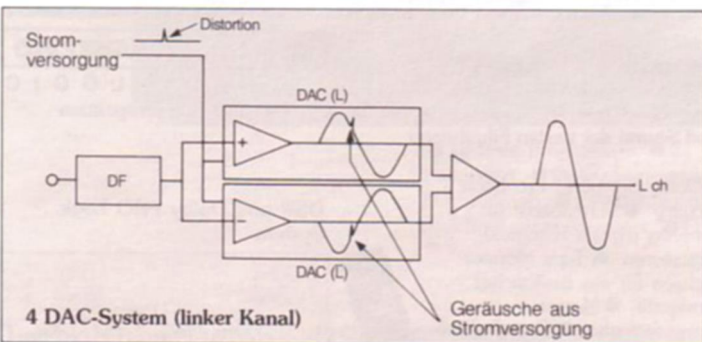 Distortion
Strom-
versorgung
DAC (L)
DF
+
−
L ch
DAC (L̅)
Geräusche aus
Stromversorgung
4 DAC-System (linker Kanal)